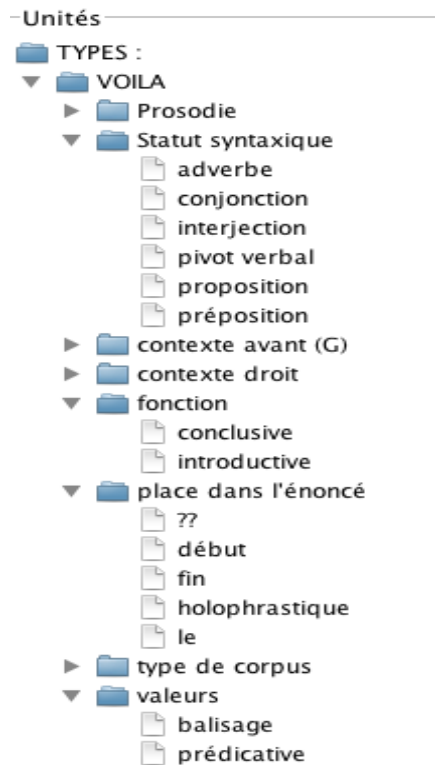 Unités
TYPES :
VOILA
Prosodie
Statut syntaxique
adverbe
conjonction
interjection
pivot verbal
proposition
préposition
contexte avant (G)
contexte droit
fonction
conclusive
introductive
place dans l'énoncé
??
début
fin
holophrastique
le
type de corpus
valeurs
balisage
prédicative